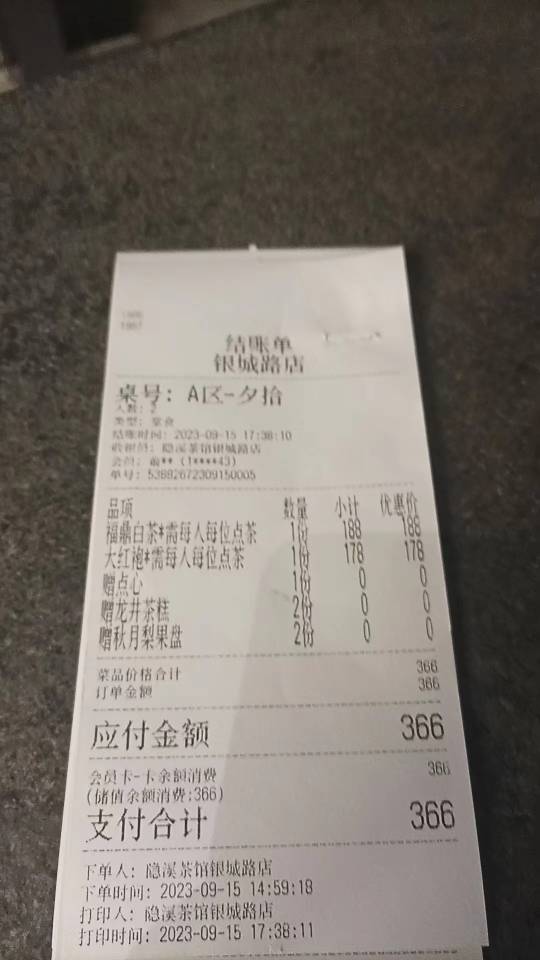 结账单
银城路店
桌号: A区-夕拾
人数: 2
类型: 堂食
结账时间: 2023-09-15 17:38:10
收银员: 隐溪茶馆银城路店
会员: 俞** (1****43)
单号: 53892672309150005
品项 数量 小计 优惠价
福鼎白茶*需每人每位点茶 1份 188 188
大红袍*需每人每位点茶 1份 178 178
赠点心 1份 0 0
赠龙井茶糕 2份 0 0
赠秋月梨果盘 2份 0 0
菜品价格合计 366
订单金额 366
应付金额 366
会员卡-卡余额消费 366
(储值余额消费:366)
支付合计 366
下单人: 隐溪茶馆银城路店
下单时间: 2023-09-15 14:59:18
打印人: 隐溪茶馆银城路店
打印时间: 2023-09-15 17:38:11